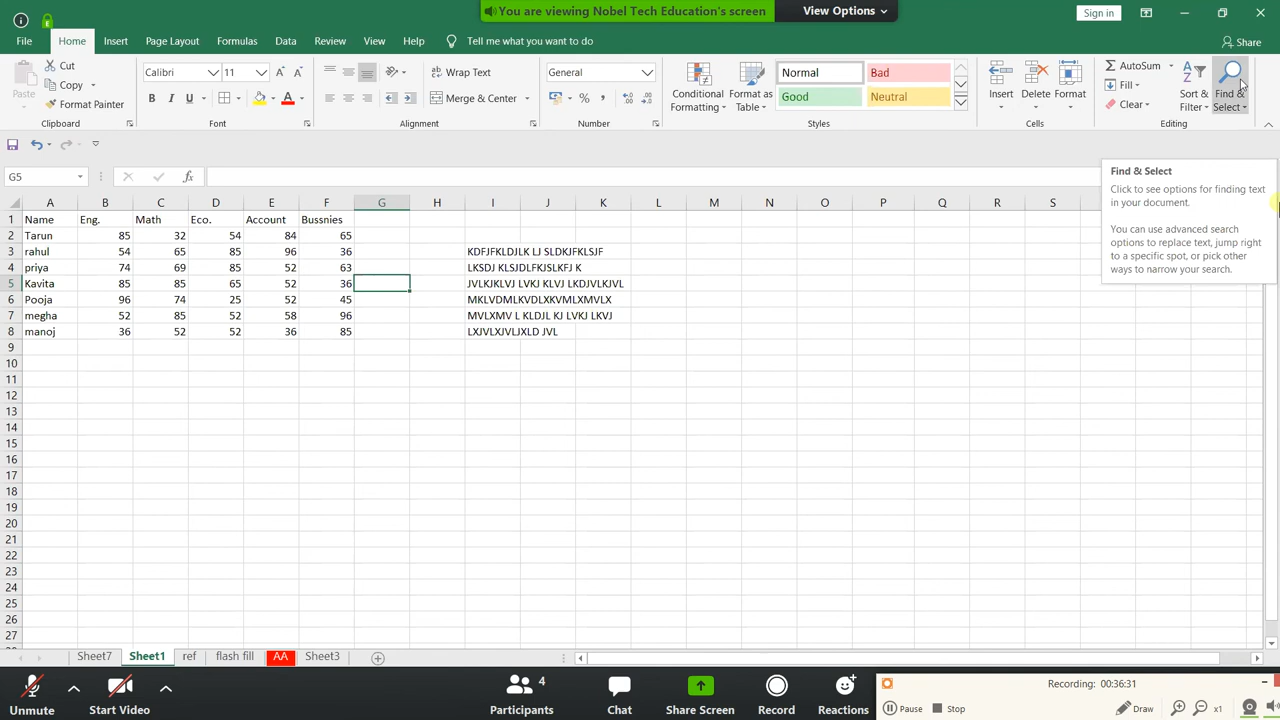 You are viewing Nobel Tech Education's screen
View Options
Sign in
File Home Insert Page Layout Formulas Data Review View Help Tell me what you want to do
Share
Paste
Cut
Copy
Format Painter
Clipboard
Calibri 11
B I U
Font
Wrap Text
Merge & Center
Alignment
General
Number
Conditional Formatting
Format as Table
Normal Bad
Good Neutral
Styles
Insert Delete Format
Cells
AutoSum
Fill
Clear
Sort & Filter
Find & Select
Editing
G5
fx
Find & Select
Click to see options for finding text
in your document.
You can use advanced search
options to replace text, jump right
to a specific spot, or pick other
ways to narrow your search.
A B C D E F G H I J K L M N O P Q R S
1 Name Eng. Math Eco. Account Bussnies
2 Tarun 85 32 54 84 65
3 rahul 54 65 85 96 36 KDFJFKLDJLK LJ SLDKJFKLSJF
4 priya 74 69 85 52 63 LKSDJ KLSJDLFKJSLKFJ K
5 Kavita 85 85 65 52 36 JVLKJKLVJ LVKJ KLVJ LKDJVLKJVL
6 Pooja 96 74 25 52 45 MKLVDMLKVDLXKVMLXMVLX
7 megha 52 85 52 58 96 MVLXMV L KLDJL KJ LVKJ LKVJ
8 manoj 36 52 52 36 85 LXJVLXJVLJXLD JVL
9
10
11
12
13
14
15
16
17
18
19
20
21
22
23
24
25
26
27
Sheet7 Sheet1 ref flash fill AA Sheet3
Unmute
Start Video
4
Participants
Chat
Share Screen
Record
Reactions
Recording: 00:36:31
Pause Stop Draw x1